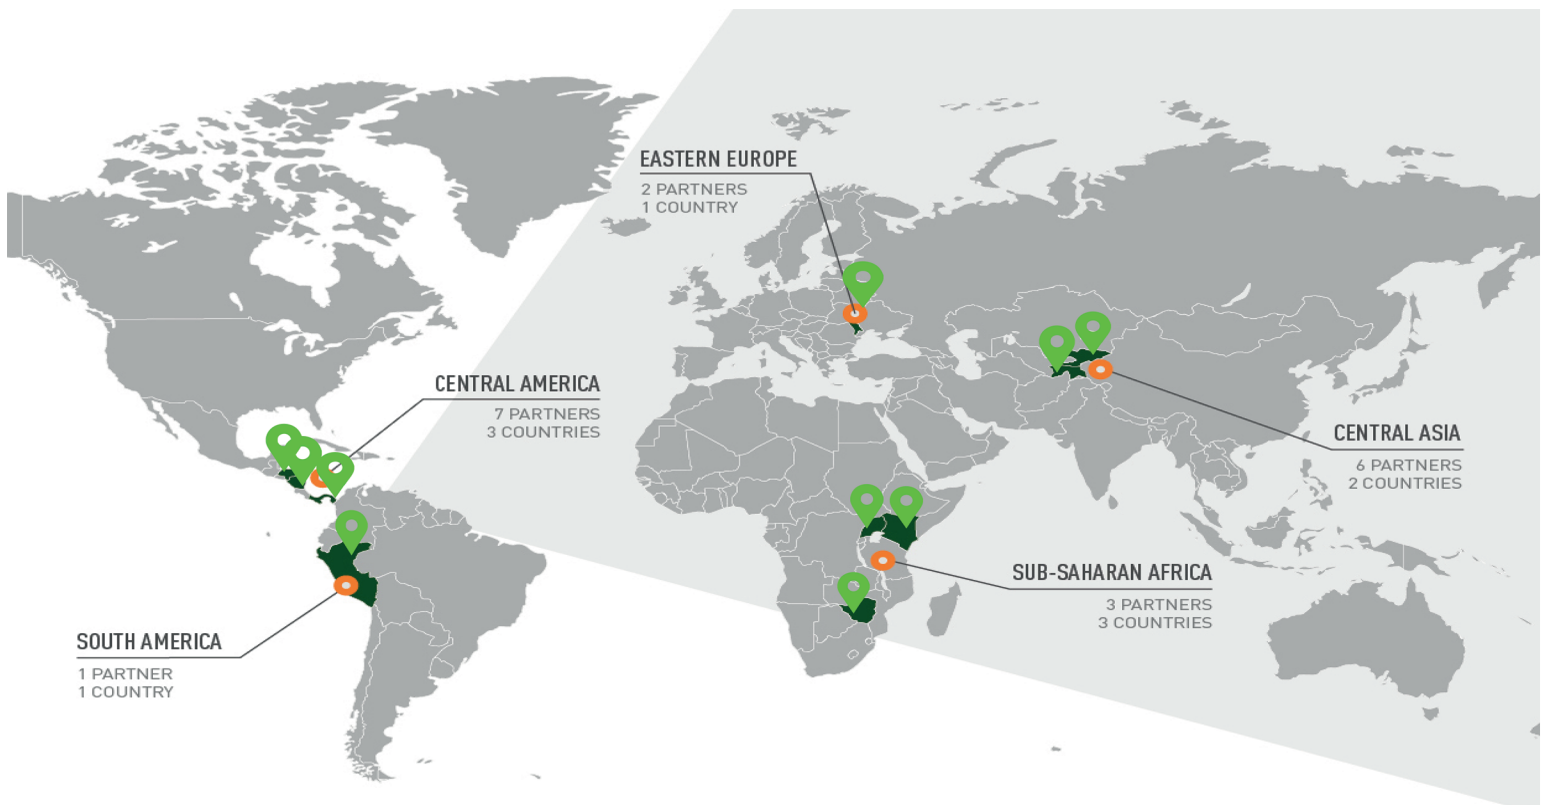 EASTERN EUROPE
2 PARTNERS
1 COUNTRY
CENTRAL AMERICA
7 PARTNERS
3 COUNTRIES
CENTRAL ASIA
6 PARTNERS
2 COUNTRIES
SUB-SAHARAN AFRICA
3 PARTNERS
3 COUNTRIES
SOUTH AMERICA
1 PARTNER
1 COUNTRY